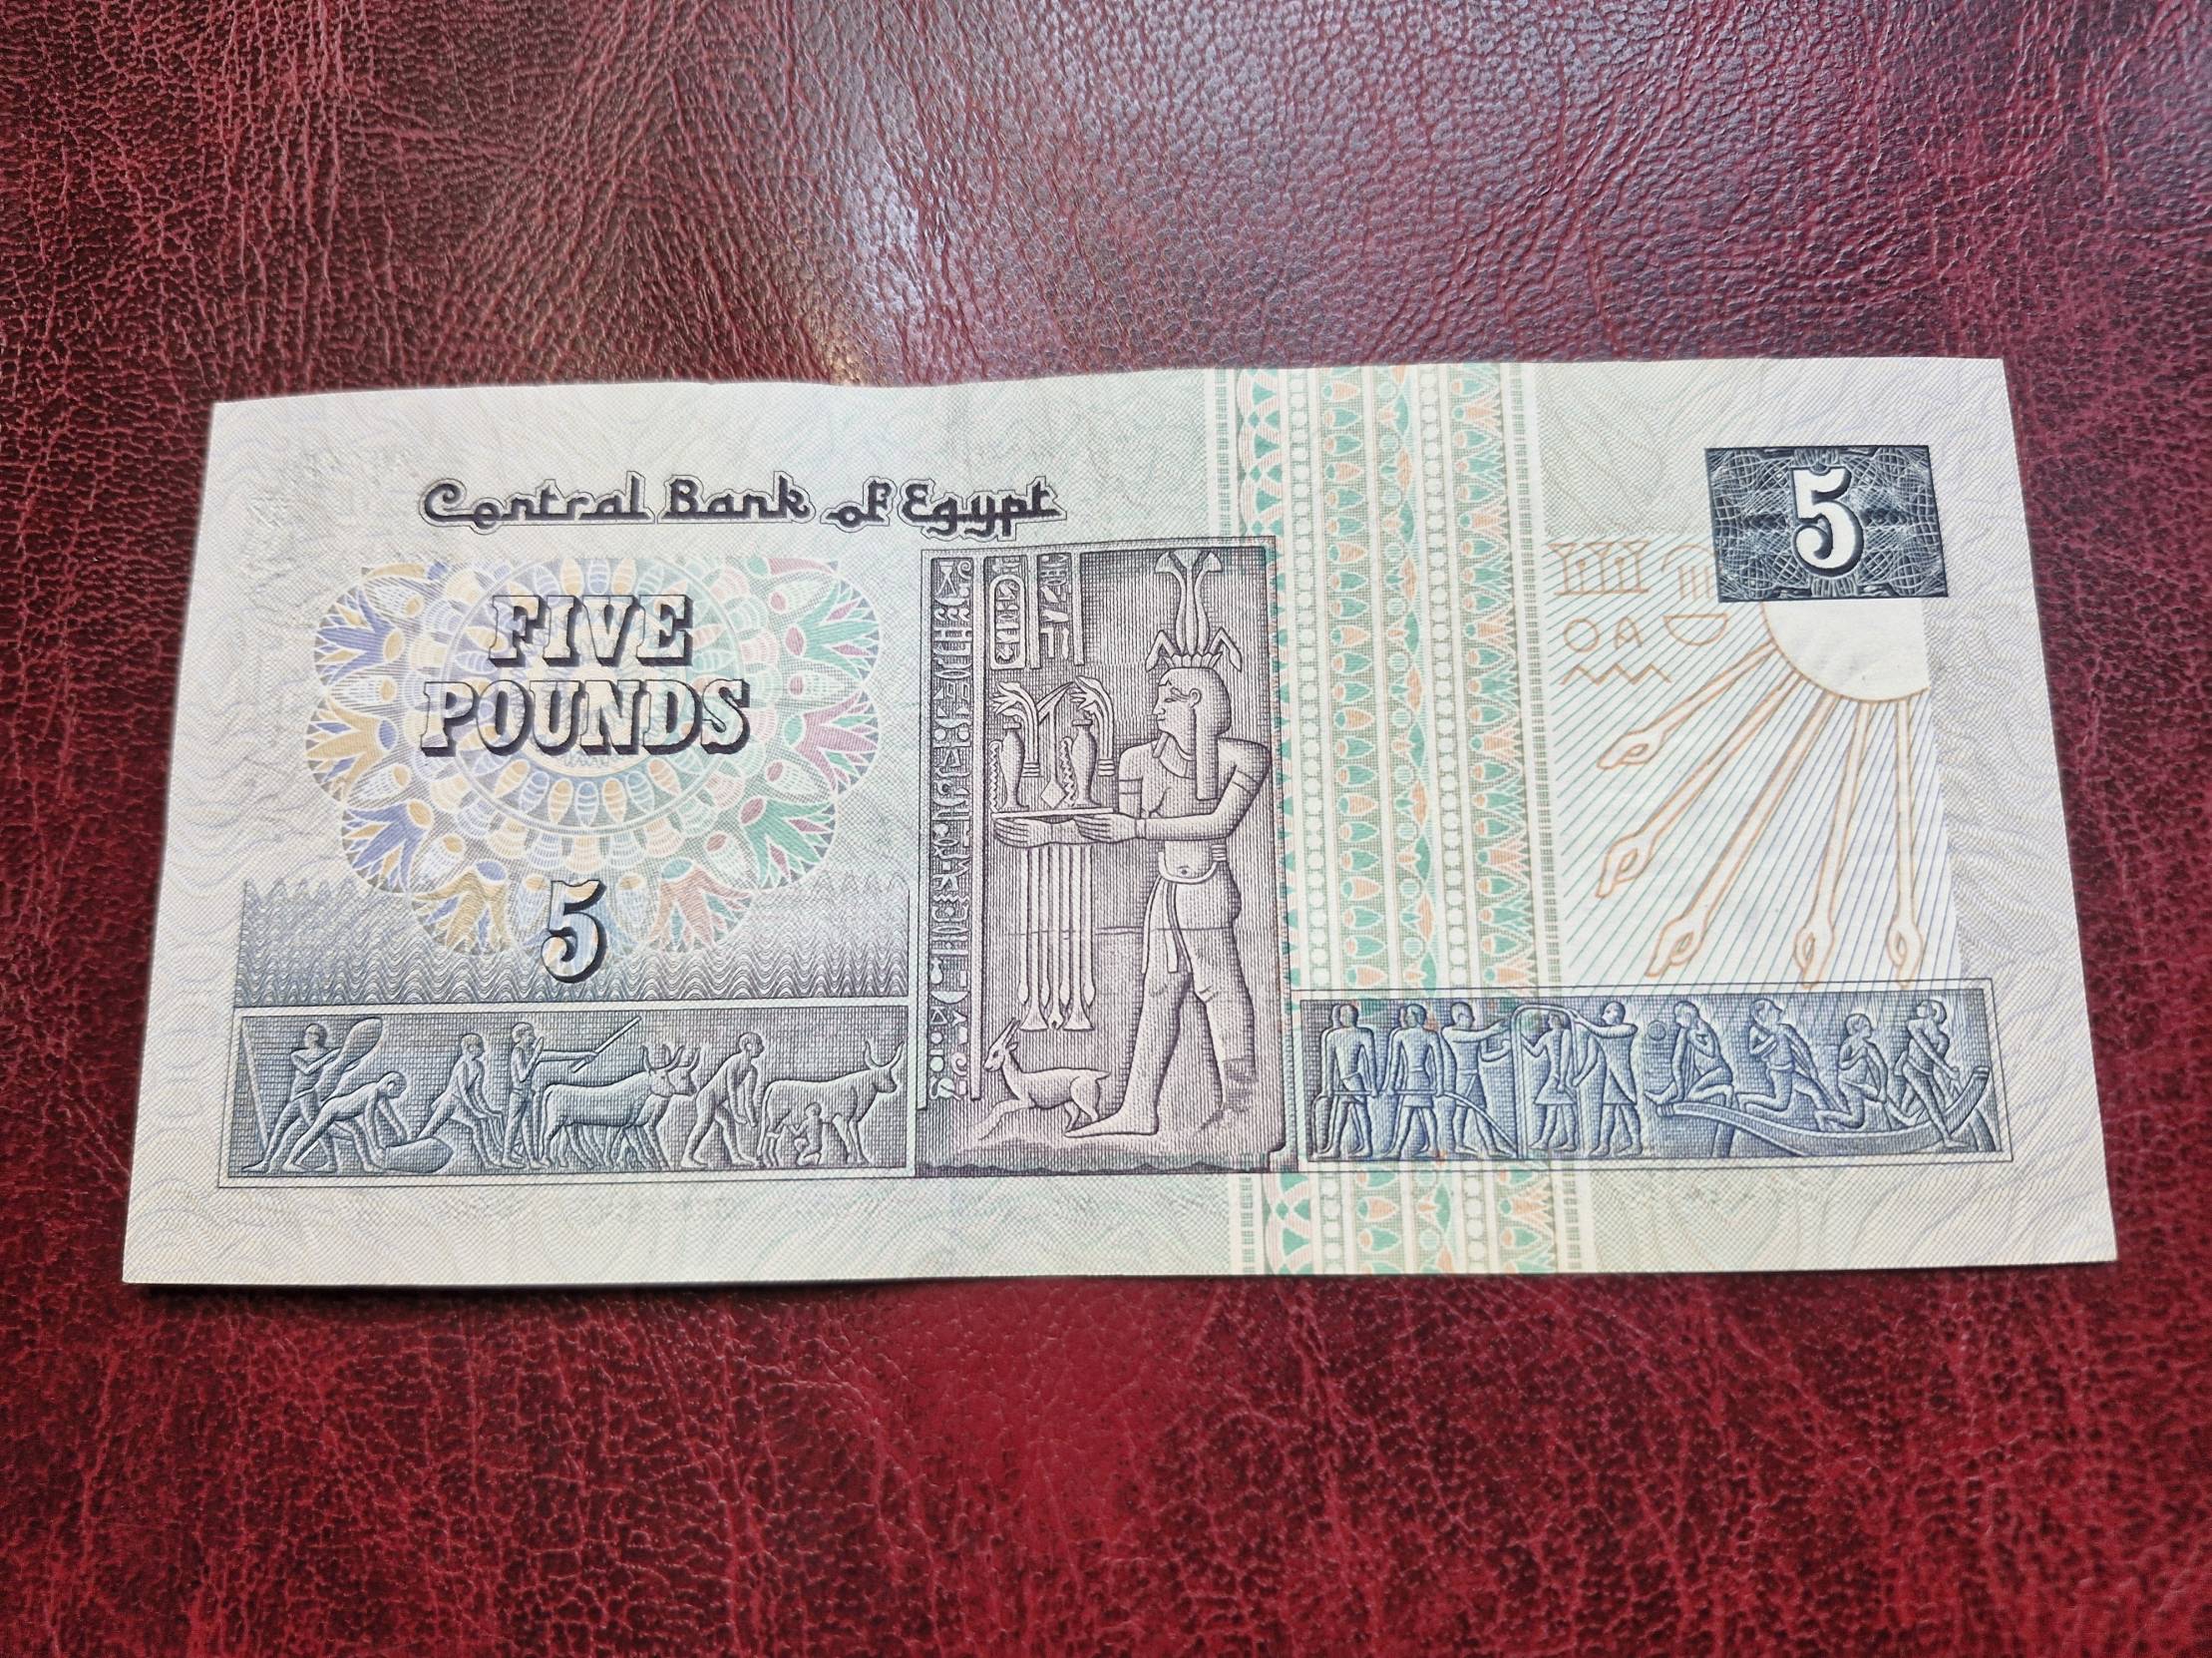 Central Bank of Egypt
5
FIVE
POUNDS
5